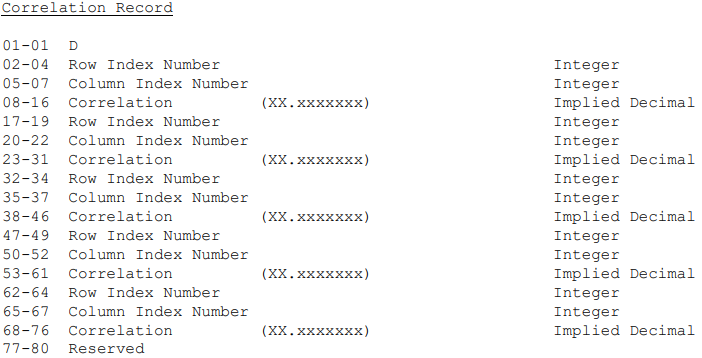 Correlation Record
01-01 D
02-04 Row Index Number Integer
05-07 Column Index Number Integer
08-16 Correlation (XX.xxxxxxx) Implied Decimal
17-19 Row Index Number Integer
20-22 Column Index Number Integer
23-31 Correlation (XX.xxxxxxx) Implied Decimal
32-34 Row Index Number Integer
35-37 Column Index Number Integer
38-46 Correlation (XX.xxxxxxx) Implied Decimal
47-49 Row Index Number Integer
50-52 Column Index Number Integer
53-61 Correlation (XX.xxxxxxx) Implied Decimal
62-64 Row Index Number Integer
65-67 Column Index Number Integer
68-76 Correlation (XX.xxxxxxx) Implied Decimal
77-80 Reserved